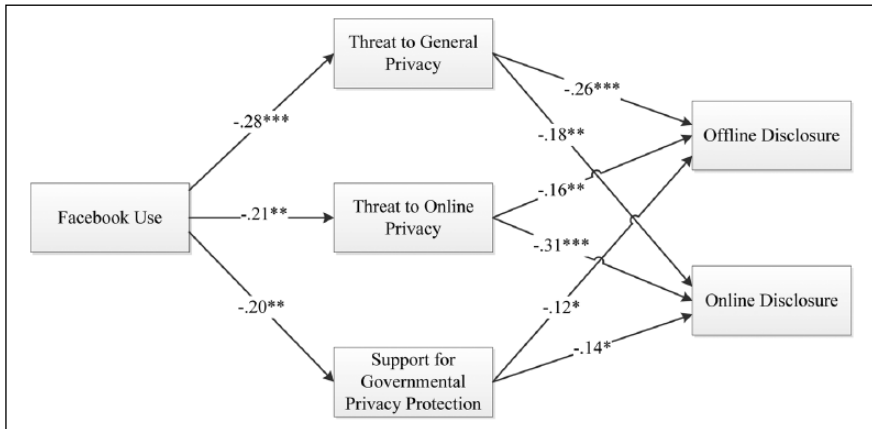 Threat to General
Privacy
-.26***
-.28***
-.18**
Offline Disclosure
-.16**
Facebook Use
-.21**
Threat to Online
Privacy
-.31***
-.20**
-.12*
Online Disclosure
-.14*
Support for
Governmental
Privacy Protection